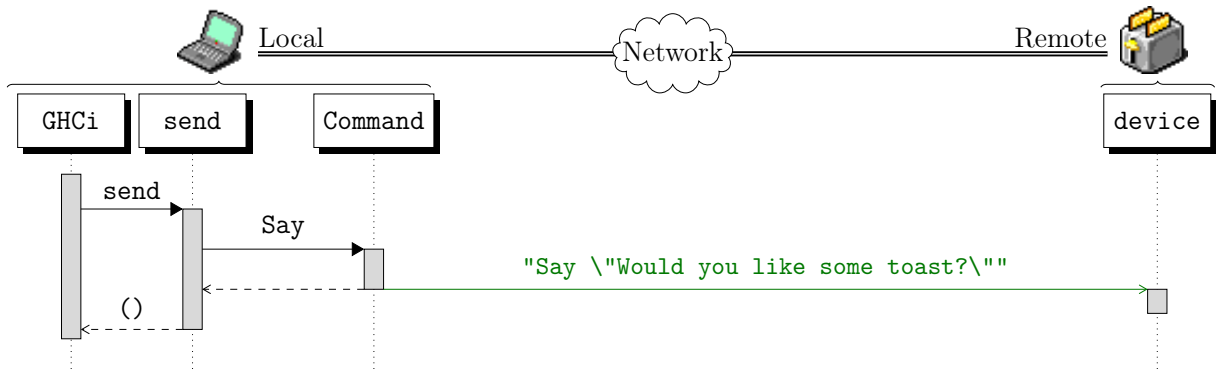 Local
Network
Remote
GHCi
send
Command
device
send
Say
"Say \"Would you like some toast?\""
()